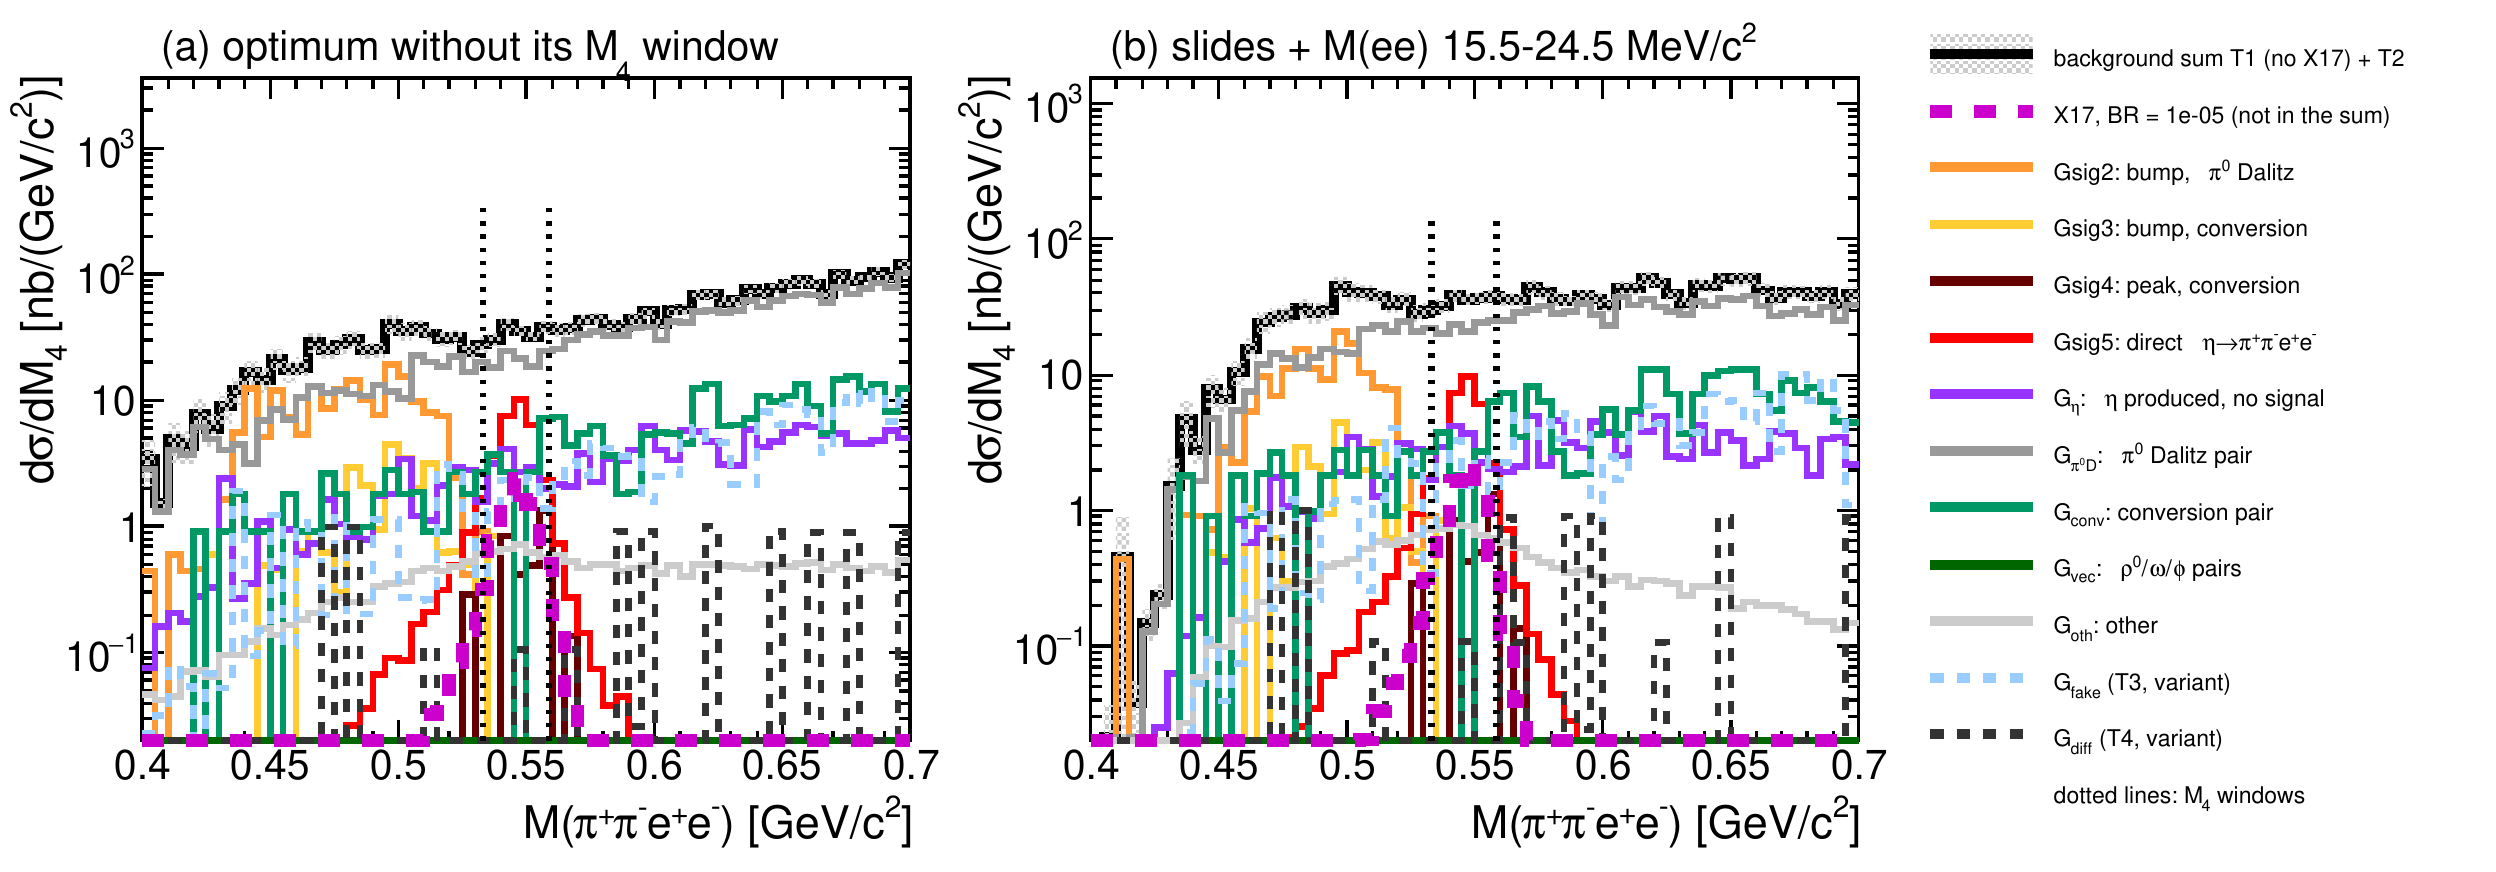 (a) optimum without its M4 window
dσ/dM4 [nb/(GeV/c²)]
10³
10²
10
1
10⁻¹
0.4 0.45 0.5 0.55 0.6 0.65 0.7
M(π⁺π⁻e⁺e⁻) [GeV/c²]
(b) slides + M(ee) 15.5-24.5 MeV/c²
dσ/dM4 [nb/(GeV/c²)]
10³
10²
10
1
10⁻¹
0.4 0.45 0.5 0.55 0.6 0.65 0.7
M(π⁺π⁻e⁺e⁻) [GeV/c²]
background sum T1 (no X17) + T2
X17, BR = 1e-05 (not in the sum)
Gsig2: bump, π⁰ Dalitz
Gsig3: bump, conversion
Gsig4: peak, conversion
Gsig5: direct η→π⁺π⁻e⁺e⁻
Gη: η produced, no signal
Gπ⁰D: π⁰ Dalitz pair
Gconv: conversion pair
Gvec: ρ⁰/ω/ϕ pairs
Goth: other
Gfake (T3, variant)
Gdiff (T4, variant)
dotted lines: M4 windows